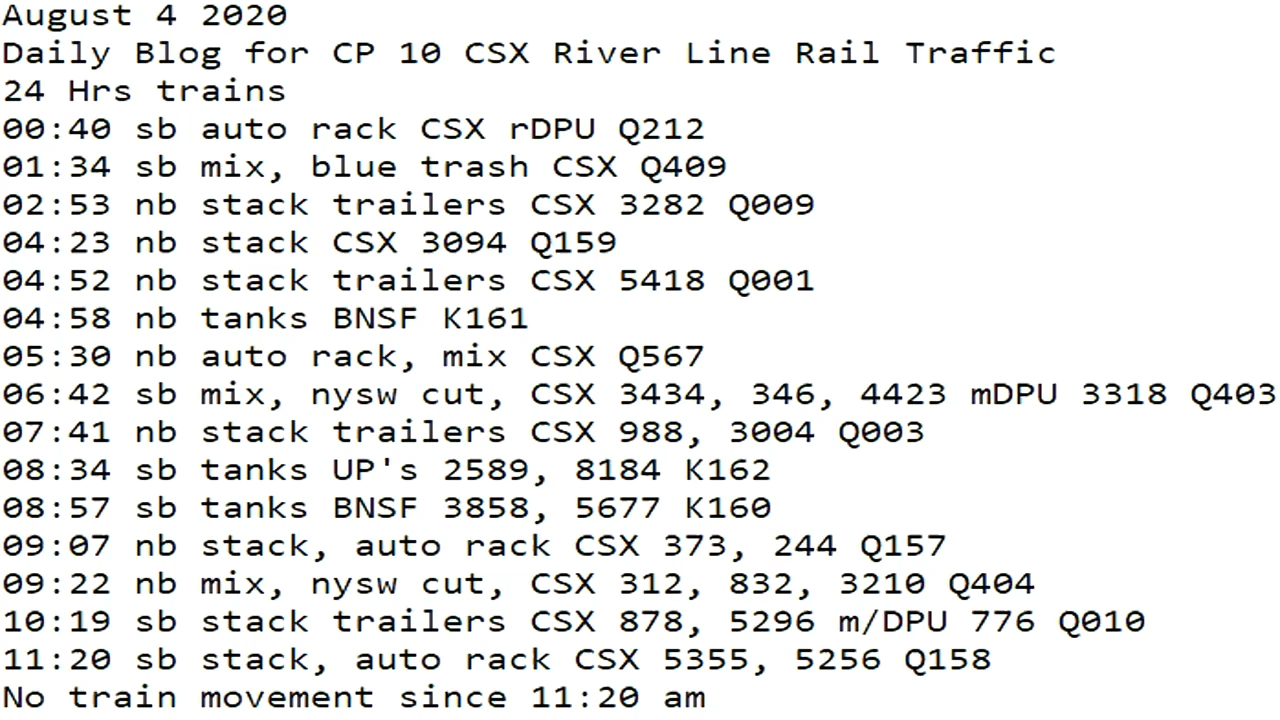 August 4 2020
Daily Blog for CP 10 CSX River Line Rail Traffic
24 Hrs trains
00:40 sb auto rack CSX rDPU Q212
01:34 sb mix, blue trash CSX Q409
02:53 nb stack trailers CSX 3282 Q009
04:23 nb stack CSX 3094 Q159
04:52 nb stack trailers CSX 5418 Q001
04:58 nb tanks BNSF K161
05:30 nb auto rack, mix CSX Q567
06:42 sb mix, nysw cut, CSX 3434, 346, 4423 mDPU 3318 Q403
07:41 nb stack trailers CSX 988, 3004 Q003
08:34 sb tanks UP's 2589, 8184 K162
08:57 sb tanks BNSF 3858, 5677 K160
09:07 nb stack, auto rack CSX 373, 244 Q157
09:22 nb mix, nysw cut, CSX 312, 832, 3210 Q404
10:19 sb stack trailers CSX 878, 5296 m/DPU 776 Q010
11:20 sb stack, auto rack CSX 5355, 5256 Q158
No train movement since 11:20 am